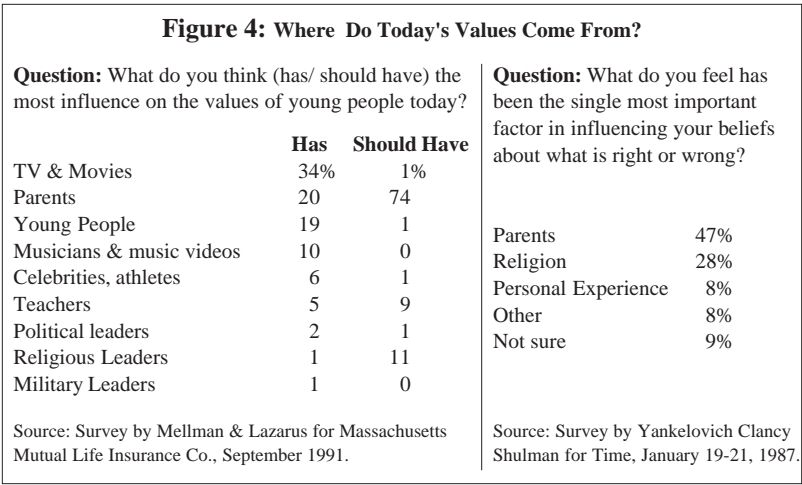 Figure 4: Where Do Today's Values Come From?
Question: What do you think (has/ should have) the
most influence on the values of young people today?
Has Should Have
TV & Movies 34% 1%
Parents 20 74
Young People 19 1
Musicians & music videos 10 0
Celebrities, athletes 6 1
Teachers 5 9
Political leaders 2 1
Religious Leaders 1 11
Military Leaders 1 0
Source: Survey by Mellman & Lazarus for Massachusetts
Mutual Life Insurance Co., September 1991.
Question: What do you feel has
been the single most important
factor in influencing your beliefs
about what is right or wrong?
Parents 47%
Religion 28%
Personal Experience 8%
Other 8%
Not sure 9%
Source: Survey by Yankelovich Clancy
Shulman for Time, January 19-21, 1987.